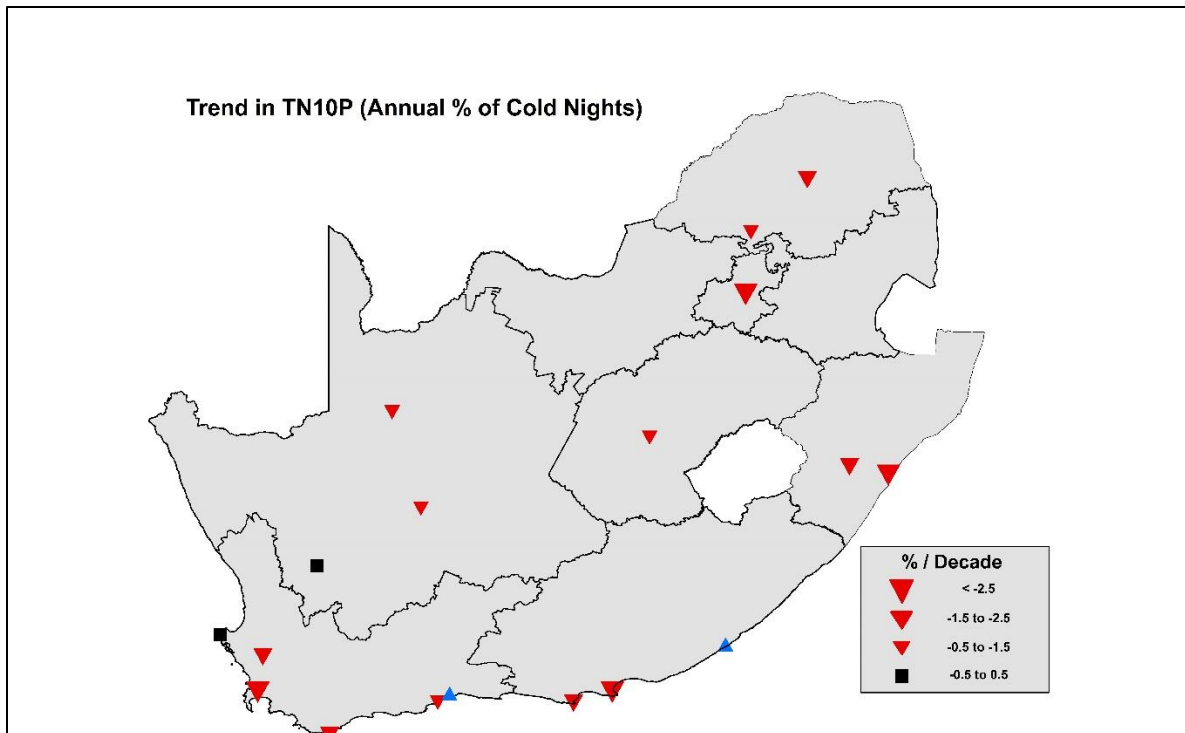 Trend in TN10P (Annual % of Cold Nights)
% / Decade
< -2.5
-1.5 to -2.5
-0.5 to -1.5
-0.5 to 0.5